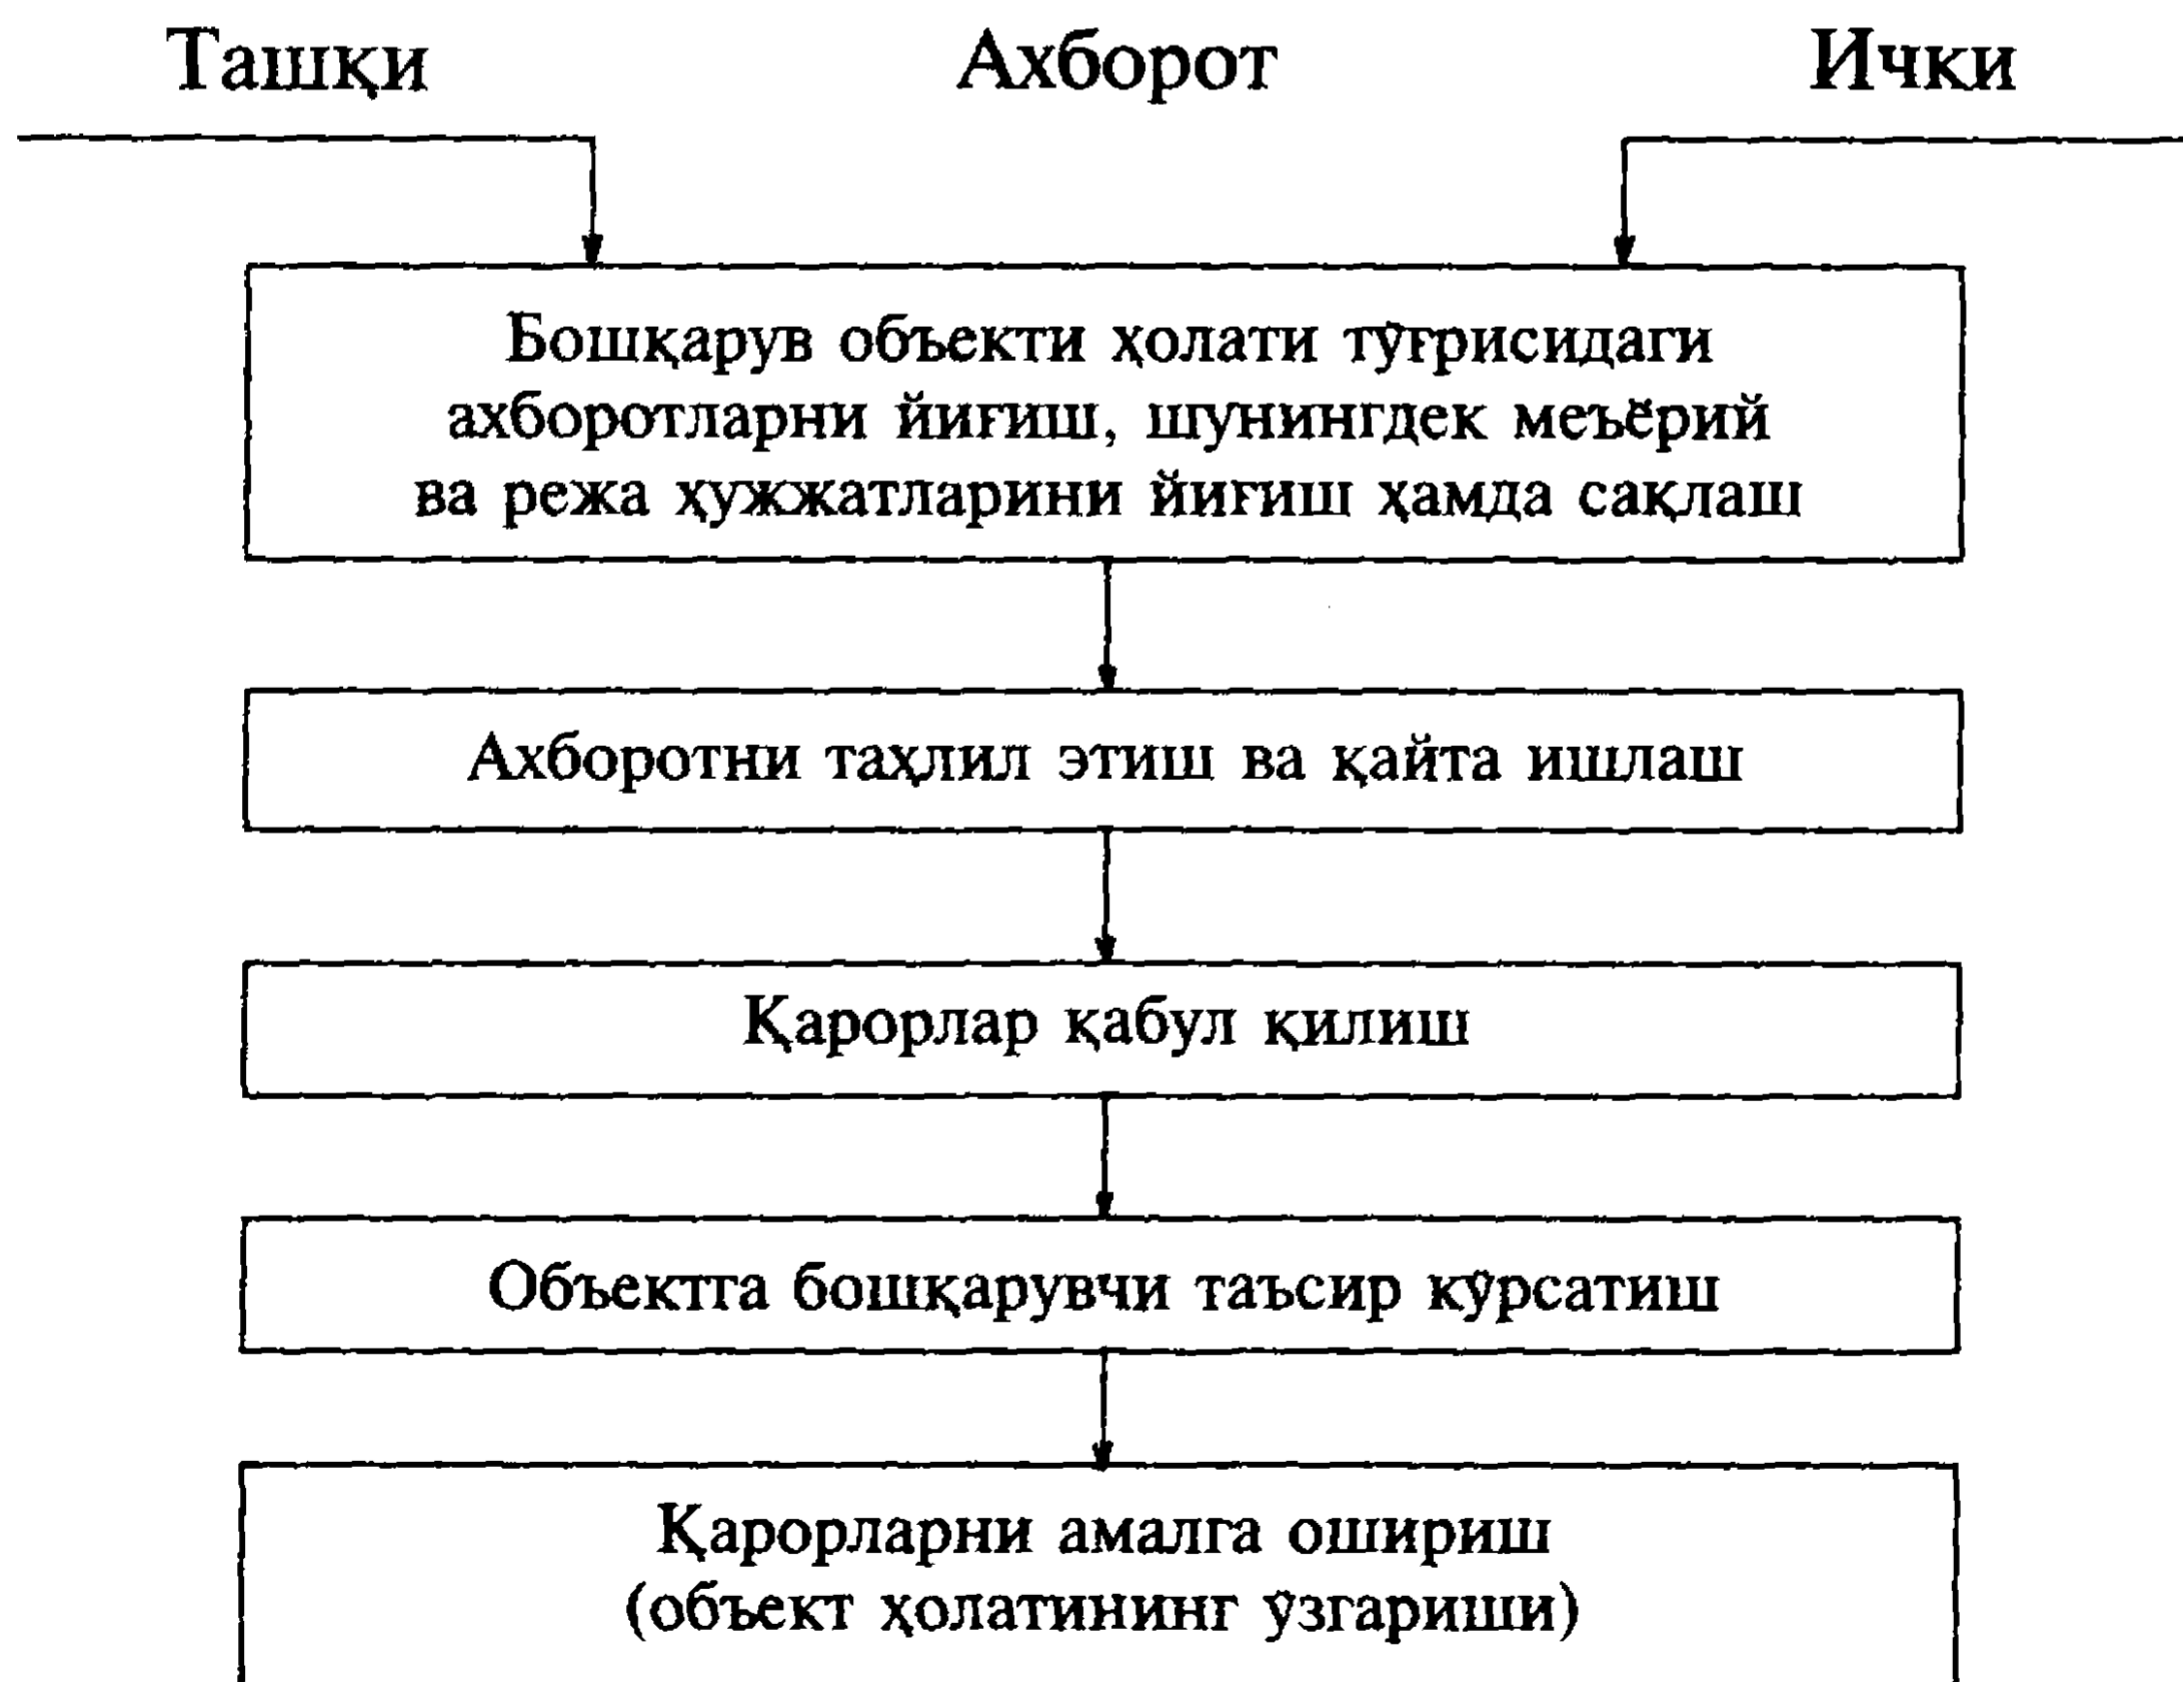 Ташқи Ахборот Ички
Бошқарув объекти ҳолати тўғрисидаги
ахборотларни йиғиш, шунингдек меъёрий
ва режа ҳужжатларини йиғиш ҳамда сақлаш
Ахборотни таҳлил этиш ва қайта ишлаш
Қарорлар қабул қилиш
Объектга бошқарувчи таъсир кўрсатиш
Қарорларни амалга ошириш
(объект ҳолатининг ўзгариши)